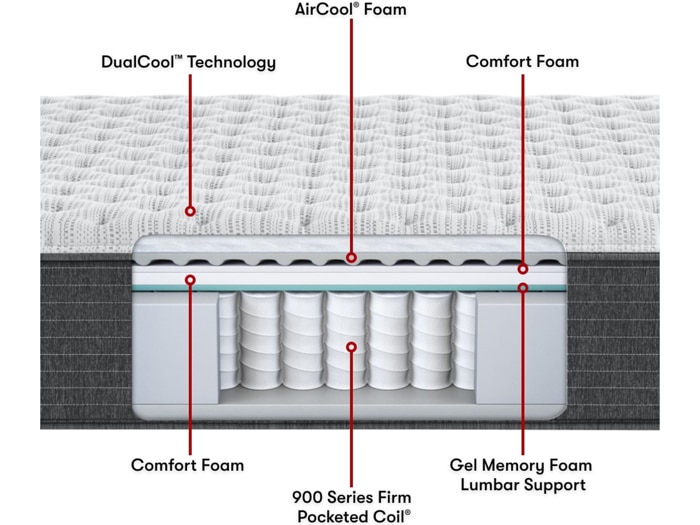 AirCool® Foam
DualCool™ Technology
Comfort Foam
Comfort Foam
Gel Memory Foam
Lumbar Support
900 Series Firm
Pocketed Coil®